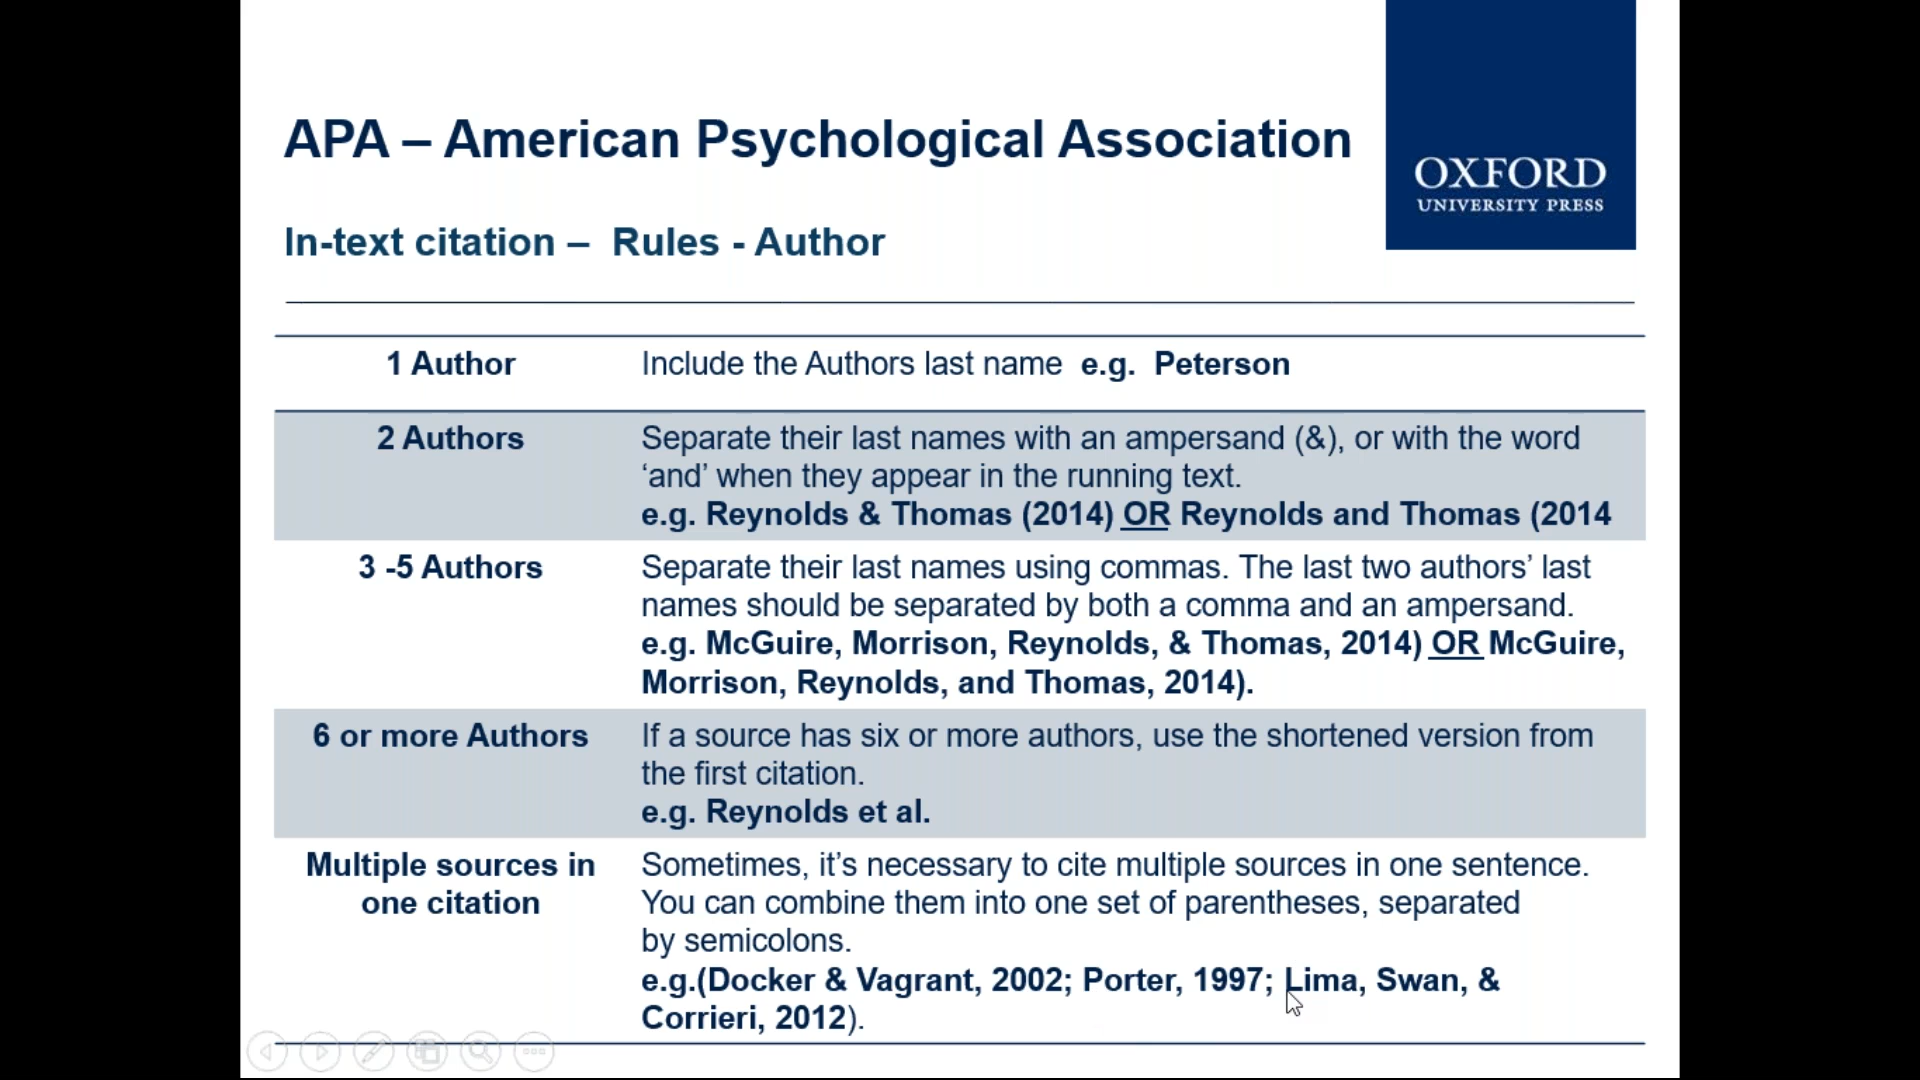 APA – American Psychological Association
OXFORD
UNIVERSITY PRESS
In-text citation –  Rules - Author
1 Author
Include the Authors last name  e.g.  Peterson
2 Authors
Separate their last names with an ampersand (&), or with the word
‘and’ when they appear in the running text.
e.g. Reynolds & Thomas (2014) OR Reynolds and Thomas (2014
3 -5 Authors
Separate their last names using commas. The last two authors’ last
names should be separated by both a comma and an ampersand.
e.g. McGuire, Morrison, Reynolds, & Thomas, 2014) OR McGuire,
Morrison, Reynolds, and Thomas, 2014).
6 or more Authors
If a source has six or more authors, use the shortened version from
the first citation.
e.g. Reynolds et al.
Multiple sources in
one citation
Sometimes, it’s necessary to cite multiple sources in one sentence.
You can combine them into one set of parentheses, separated
by semicolons.
e.g.(Docker & Vagrant, 2002; Porter, 1997; Lima, Swan, &
Corrieri, 2012).